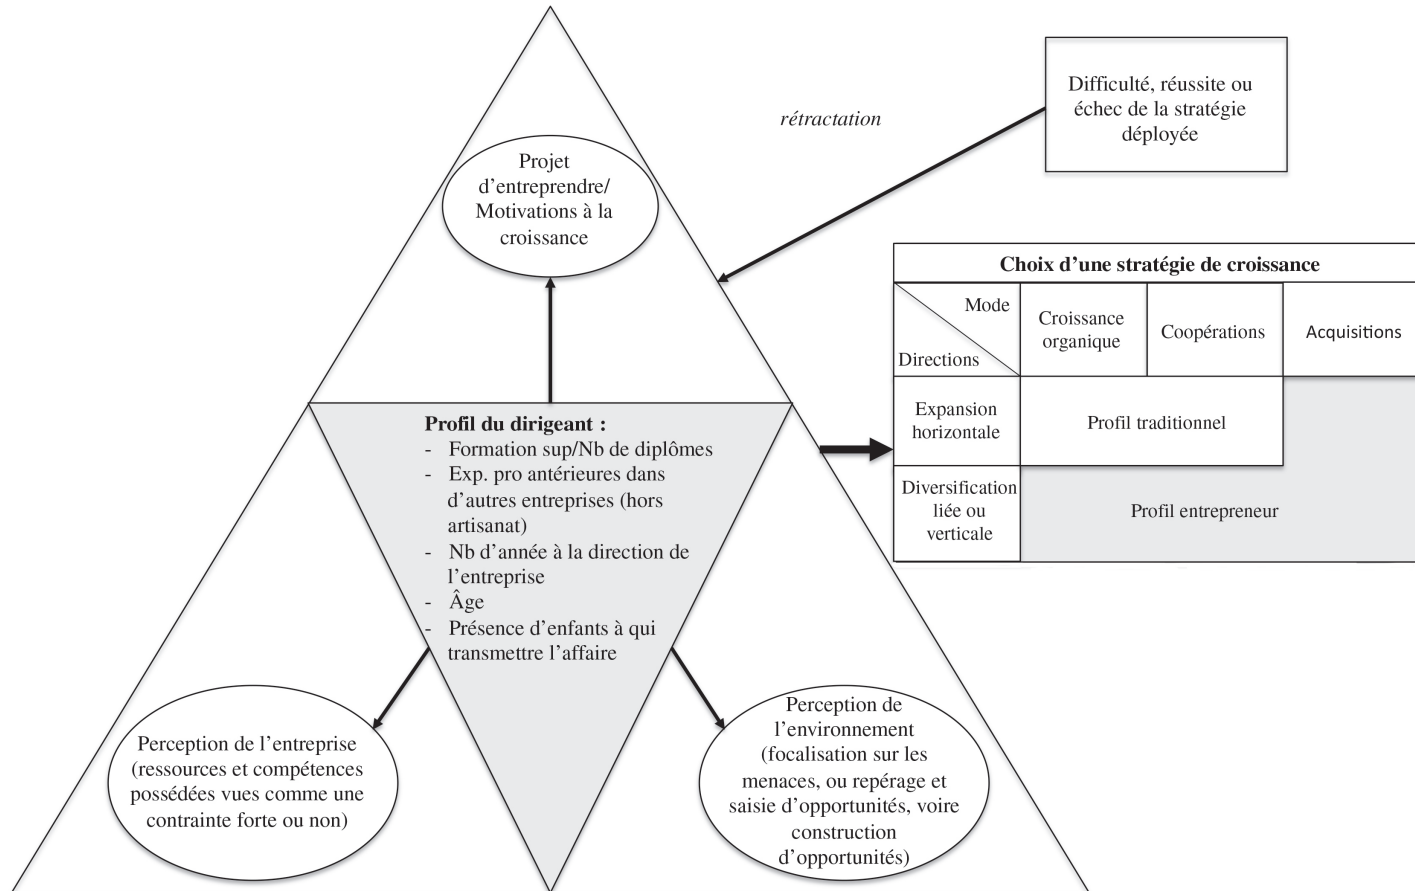 Difficulté, réussite ou
échec de la stratégie
déployée
rétractation
Projet
d’entreprendre/
Motivations à la
croissance
Choix d’une stratégie de croissance
Mode
Directions
Croissance
organique
Coopérations
Acquisitions
Expansion
horizontale
Profil traditionnel
Diversification
liée ou
verticale
Profil entrepreneur
Profil du dirigeant :
- Formation sup/Nb de diplômes
- Exp. pro antérieures dans
d’autres entreprises (hors
artisanat)
- Nb d’année à la direction de
l’entreprise
- Âge
- Présence d’enfants à qui
transmettre l’affaire
Perception de l’entreprise
(ressources et compétences
possédées vues comme une
contrainte forte ou non)
Perception de
l’environnement
(focalisation sur les
menaces, ou repérage et
saisie d’opportunités, voire
construction
d’opportunités)